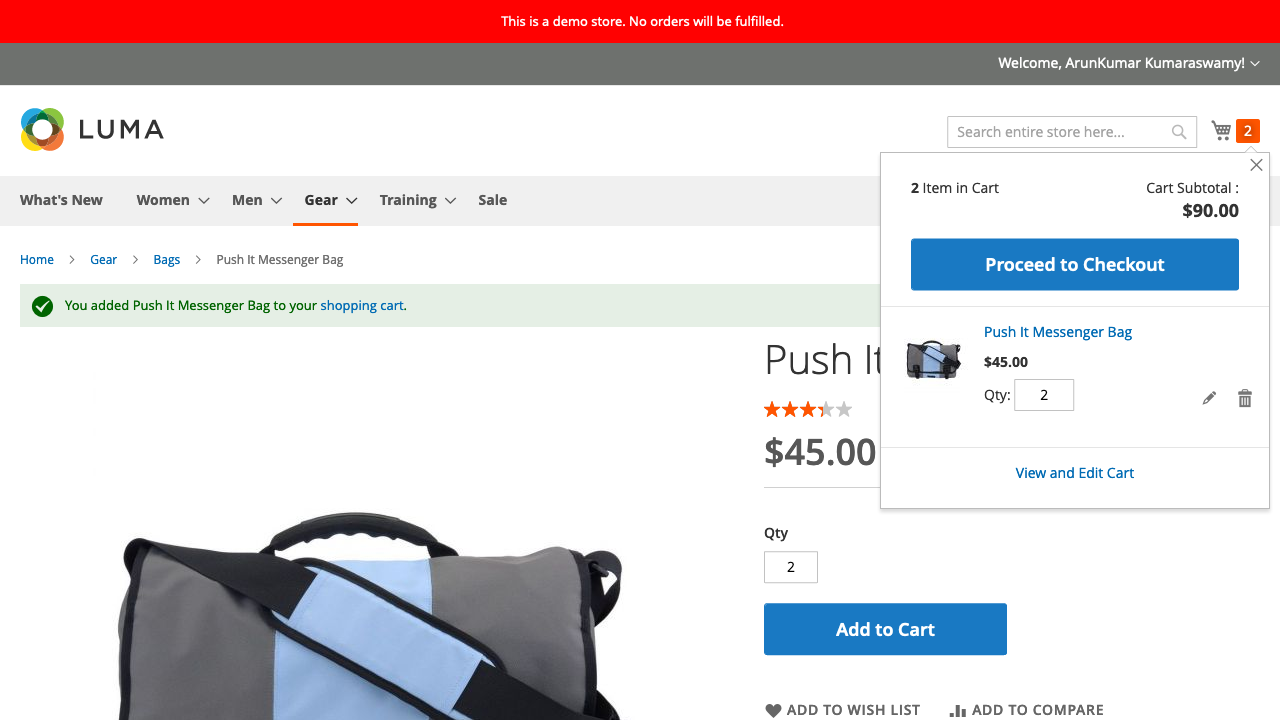 This is a demo store. No orders will be fulfilled.
Welcome, ArunKumar Kumaraswamy!
LUMA
Search entire store here...
2
What's New
Women
Men
Gear
Training
Sale
2 Item in Cart
Cart Subtotal :
$90.00
Proceed to Checkout
Push It Messenger Bag
$45.00
Qty:
2
View and Edit Cart
Home
Gear
Bags
Push It Messenger Bag
You added Push It Messenger Bag to your shopping cart.
Push It
$45.00
Qty
2
Add to Cart
ADD TO WISH LIST
ADD TO COMPARE